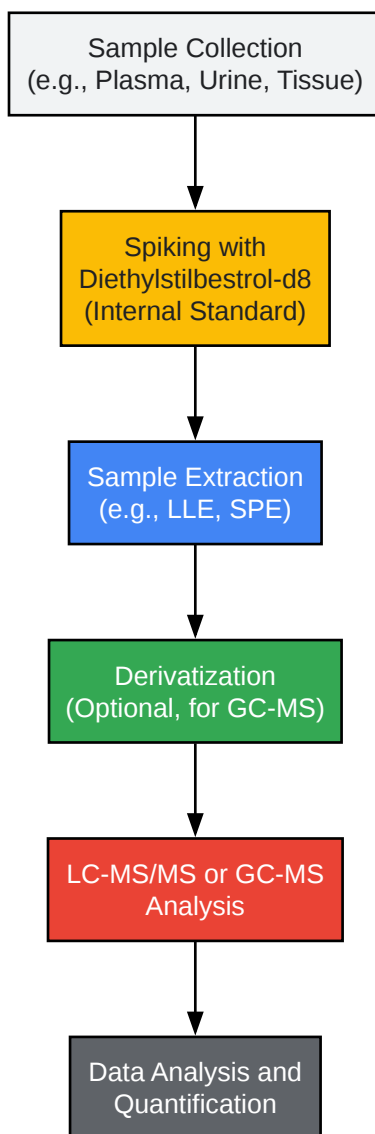 Sample Collection
(e.g., Plasma, Urine, Tissue)
Spiking with
Diethylstilbestrol-d8
(Internal Standard)
Sample Extraction
(e.g., LLE, SPE)
Derivatization
(Optional, for GC-MS)
LC-MS/MS or GC-MS
Analysis
Data Analysis and
Quantification